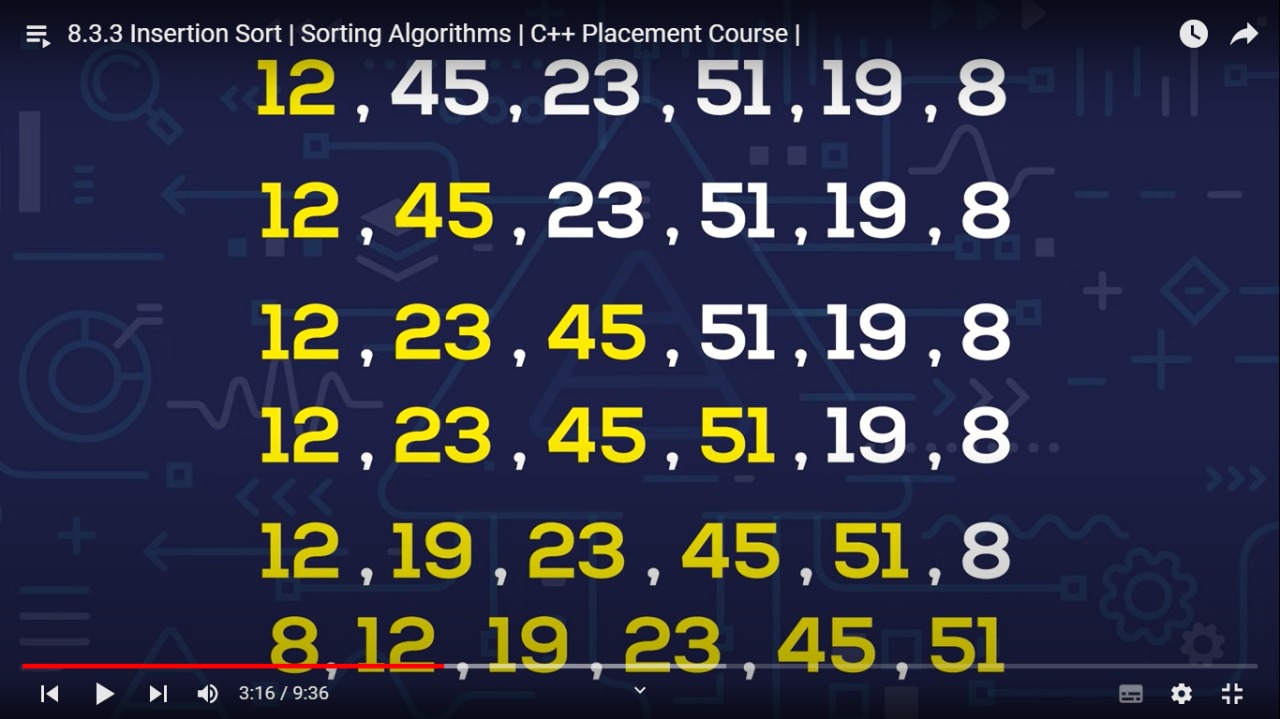 8.3.3 Insertion Sort | Sorting Algorithms | C++ Placement Course |
12 , 45 , 23 , 51 , 19 , 8
12 , 45 , 23 , 51 , 19 , 8
12 , 23 , 45 , 51 , 19 , 8
12 , 23 , 45 , 51 , 19 , 8
12 , 19 , 23 , 45 , 51 , 8
8 , 12 , 19 , 23 , 45 , 51
3:16 / 9:36